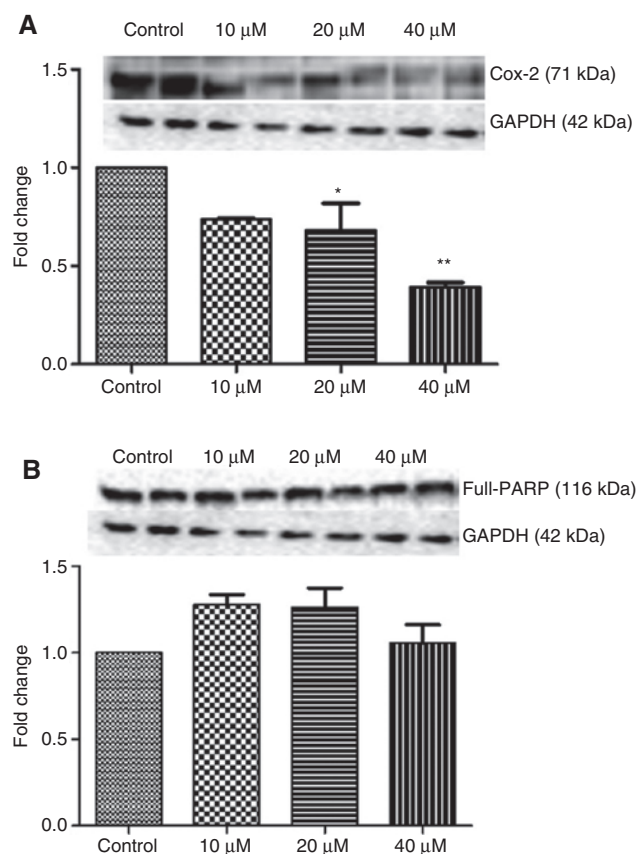 A
Control 10 μM 20 μM 40 μM
Cox-2 (71 kDa)
GAPDH (42 kDa)
1.5
1.0
0.5
0.0
Fold change
*
**
Control 10 μM 20 μM 40 μM
B
Control 10 μM 20 μM 40 μM
Full-PARP (116 kDa)
GAPDH (42 kDa)
1.5
1.0
0.5
0.0
Fold change
Control 10 μM 20 μM 40 μM